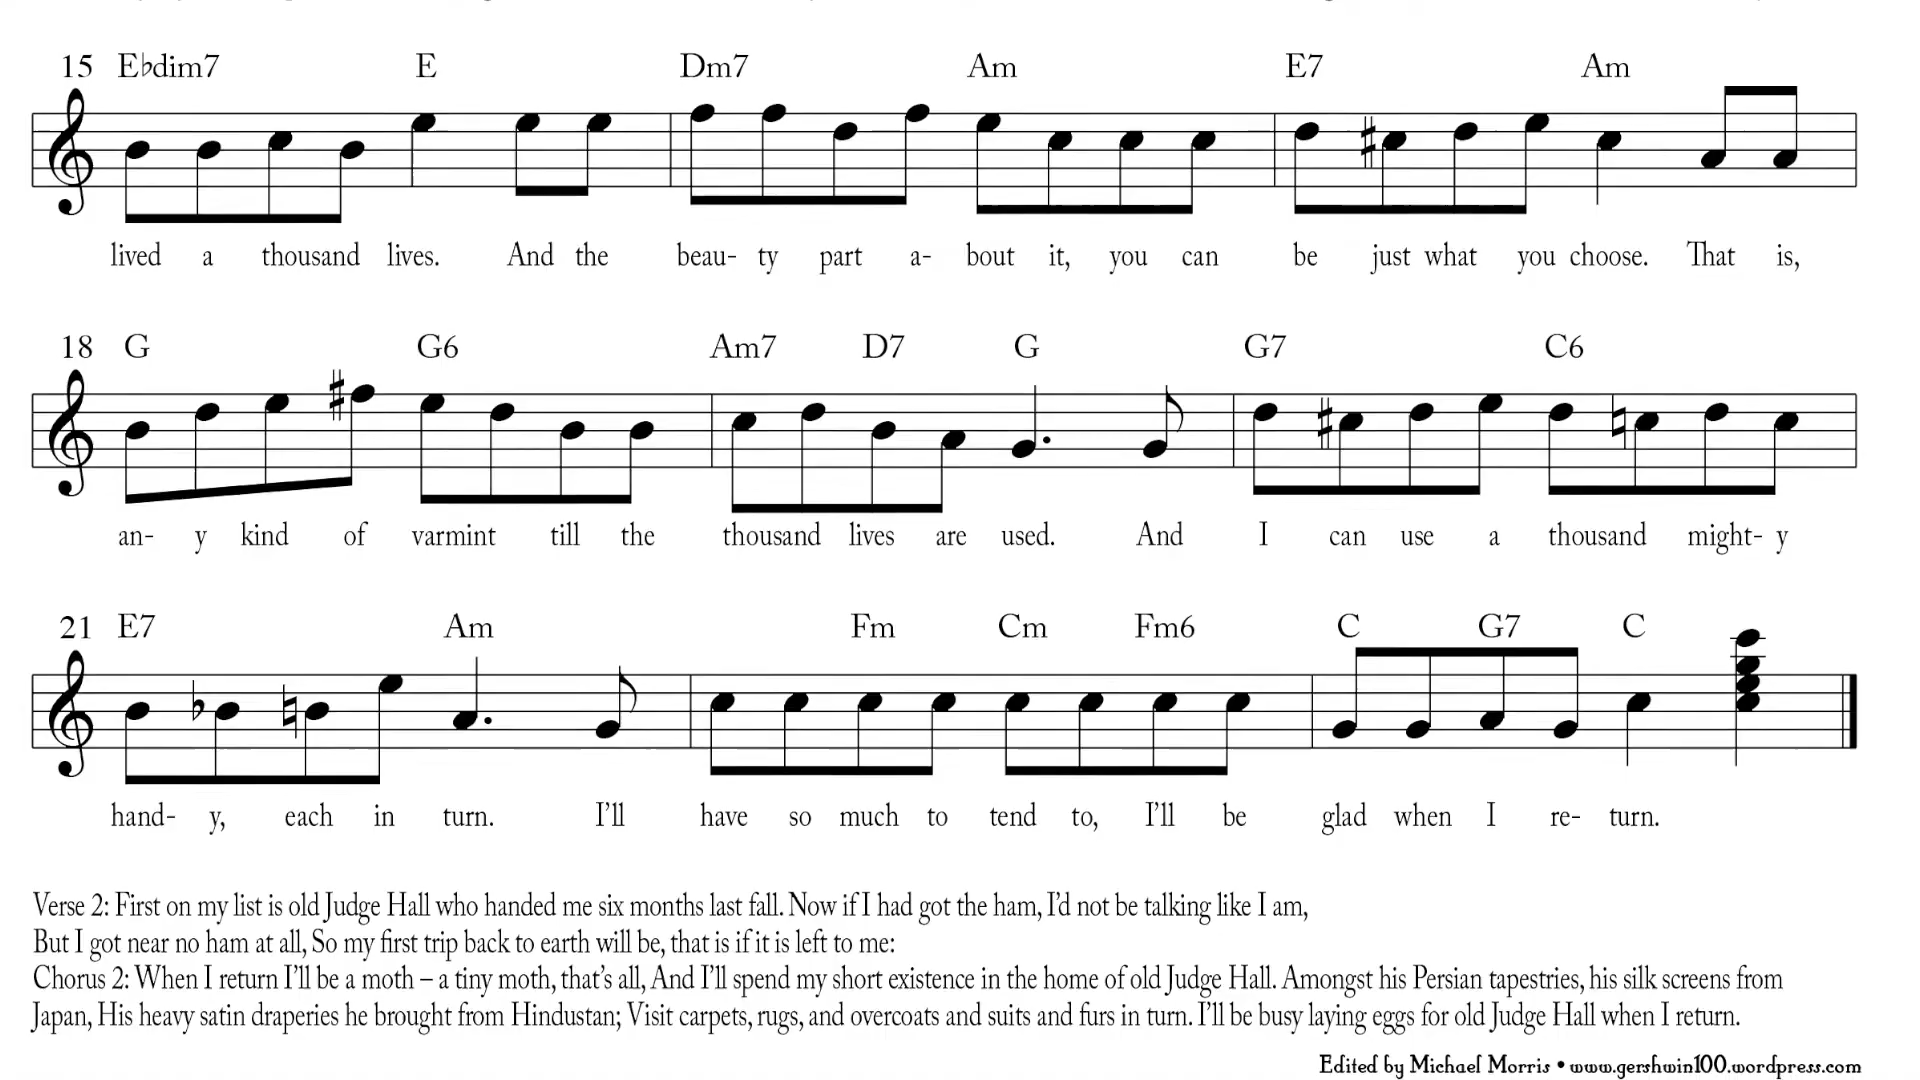 15 E♭dim7 E Dm7 Am E7 Am
lived a thousand lives. And the beau- ty part a- bout it, you can be just what you choose. That is,
18 G G6 Am7 D7 G G7 C6
an- y kind of varmint till the thousand lives are used. And I can use a thousand might- y
21 E7 Am Fm Cm Fm6 C G7 C
hand- y, each in turn. I'll have so much to tend to, I'll be glad when I re- turn.
Verse 2: First on my list is old Judge Hall who handed me six months last fall. Now if I had got the ham, I'd not be talking like I am,
But I got near no ham at all, So my first trip back to earth will be, that is if it is left to me:
Chorus 2: When I return I'll be a moth – a tiny moth, that's all, And I'll spend my short existence in the home of old Judge Hall. Amongst his Persian tapestries, his silk screens from
Japan, His heavy satin draperies he brought from Hindustan; Visit carpets, rugs, and overcoats and suits and furs in turn. I'll be busy laying eggs for old Judge Hall when I return.
Edited by Michael Morris • www.gershwin100.wordpress.com